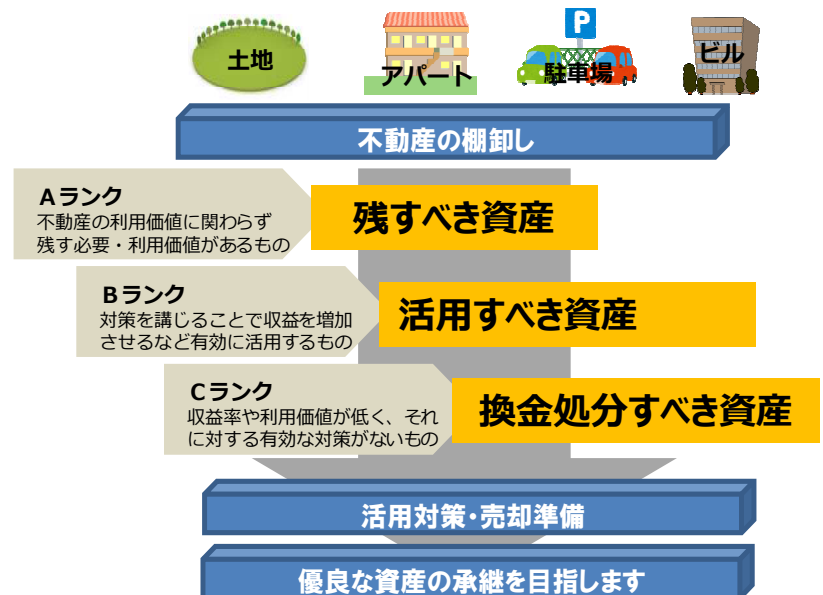 土地
アパート
P
駐車場
ビル
不動産の棚卸し
Aランク
不動産の利用価値に関わらず
残す必要・利用価値があるもの
残すべき資産
Bランク
対策を講じることで収益を増加
させるなど有効に活用するもの
活用すべき資産
Cランク
収益率や利用価値が低く、それ
に対する有効な対策がないもの
換金処分すべき資産
活用対策・売却準備
優良な資産の承継を目指します